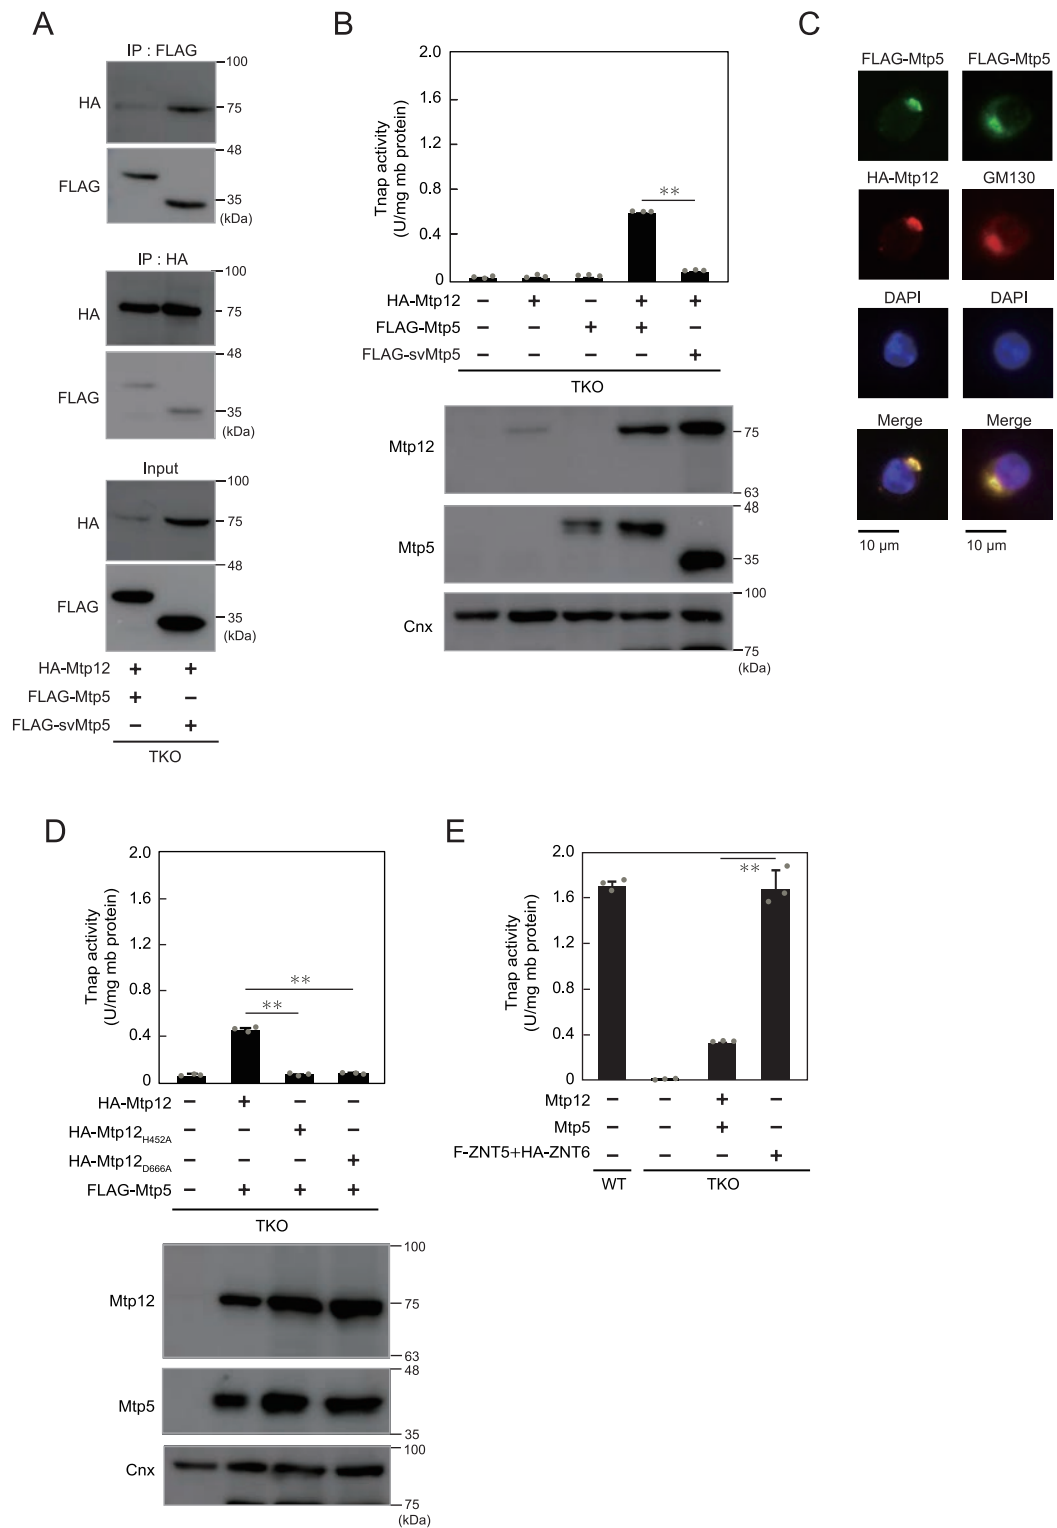 A
IP : FLAG
100
HA
75
48
FLAG
35
(kDa)
IP : HA
100
HA
75
48
FLAG
35
(kDa)
Input
100
HA
75
48
FLAG
35
(kDa)
HA-Mtp12 + +
FLAG-Mtp5 + −
FLAG-svMtp5 − +
TKO
B
2.0
1.6
1.2
0.8
0.4
0
Tnap activity
(U/mg mb protein)
**
HA-Mtp12 − + − + +
FLAG-Mtp5 − − + + −
FLAG-svMtp5 − − − − +
TKO
Mtp12
75
63
48
Mtp5
35
100
Cnx
75
(kDa)
C
FLAG-Mtp5 FLAG-Mtp5
HA-Mtp12 GM130
DAPI DAPI
Merge Merge
10 μm 10 μm
D
2.0
1.6
1.2
0.8
0.4
0
Tnap activity
(U/mg mb protein)
**
**
HA-Mtp12 − + − −
HA-Mtp12H452A − − + −
HA-Mtp12D666A − − − +
FLAG-Mtp5 − + + +
TKO
100
Mtp12
75
63
48
Mtp5
35
100
Cnx
75
(kDa)
E
2.0
1.6
1.2
0.8
0.4
0
Tnap activity
(U/mg mb protein)
**
Mtp12 − − + −
Mtp5 − − + −
F-ZNT5+HA-ZNT6 − − − +
WT TKO